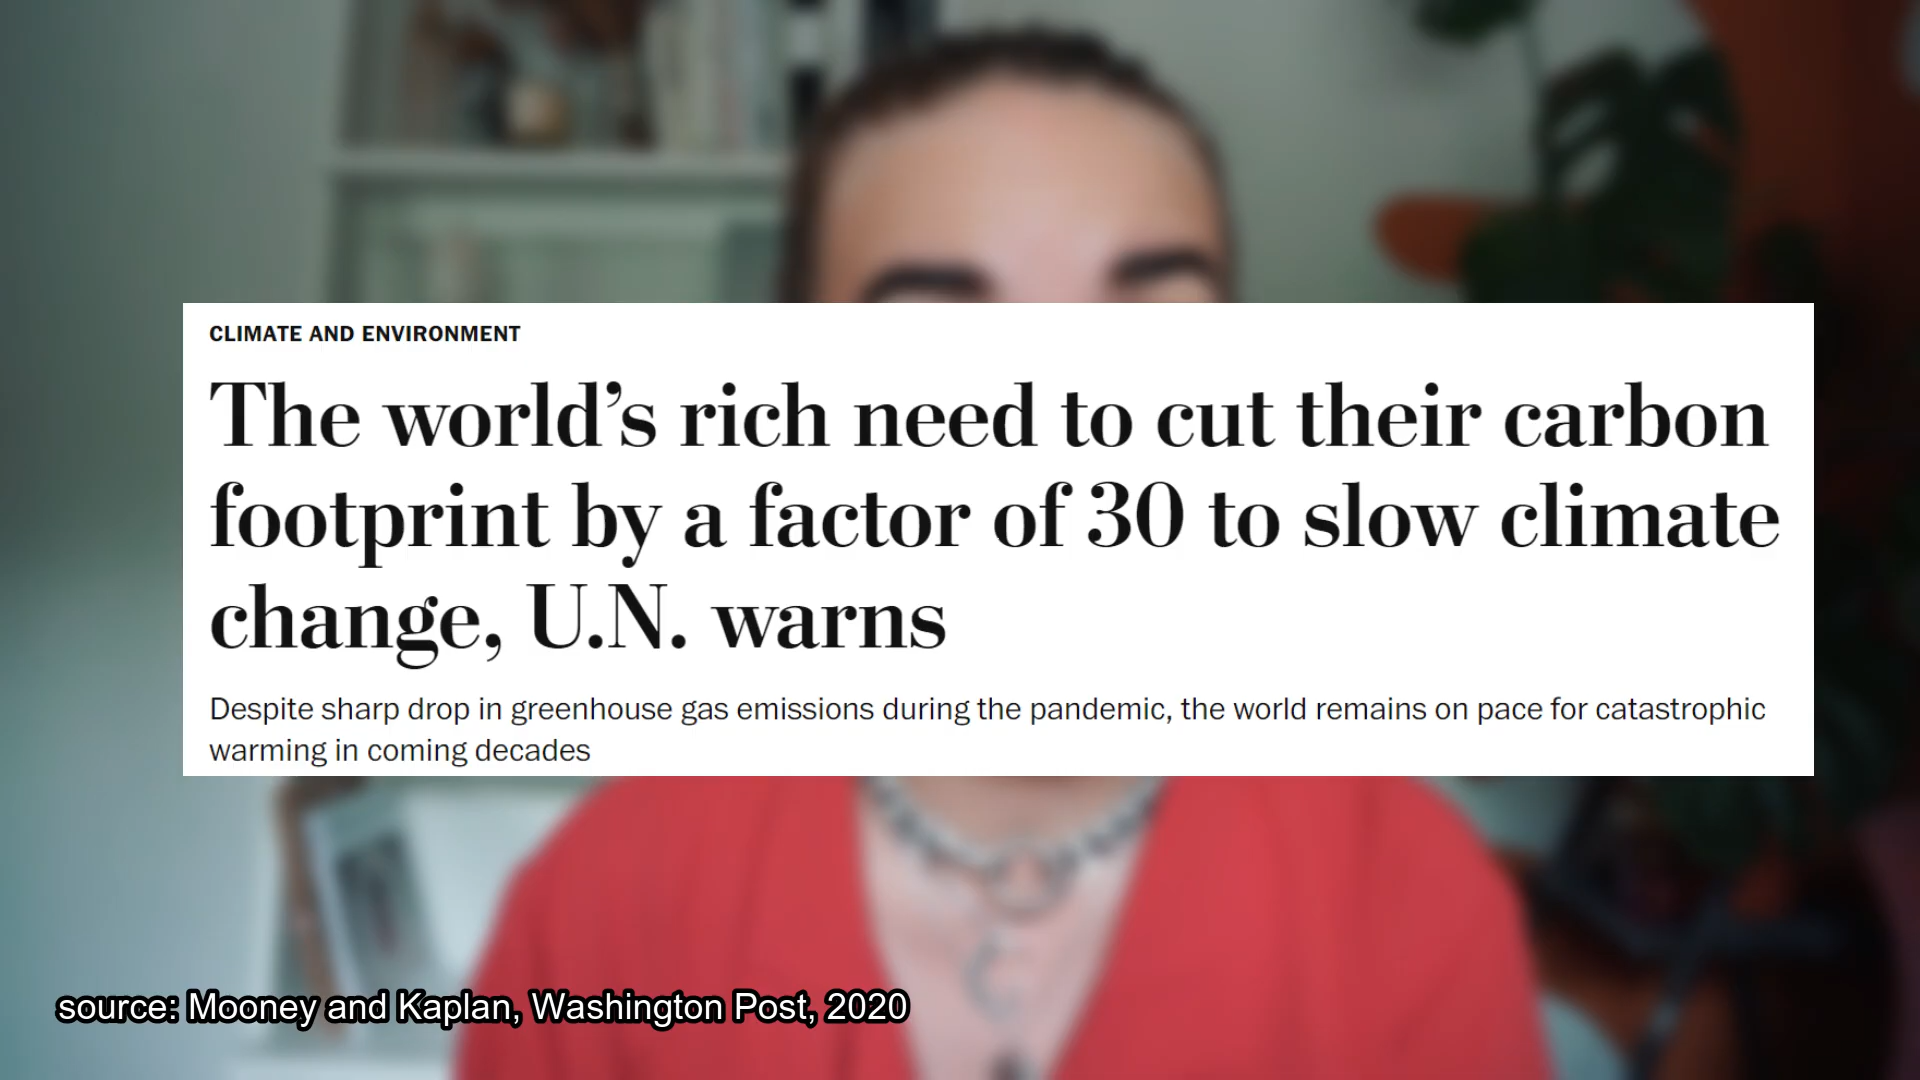 CLIMATE AND ENVIRONMENT
The world’s rich need to cut their carbon
footprint by a factor of 30 to slow climate
change, U.N. warns
Despite sharp drop in greenhouse gas emissions during the pandemic, the world remains on pace for catastrophic
warming in coming decades
source: Mooney and Kaplan, Washington Post, 2020